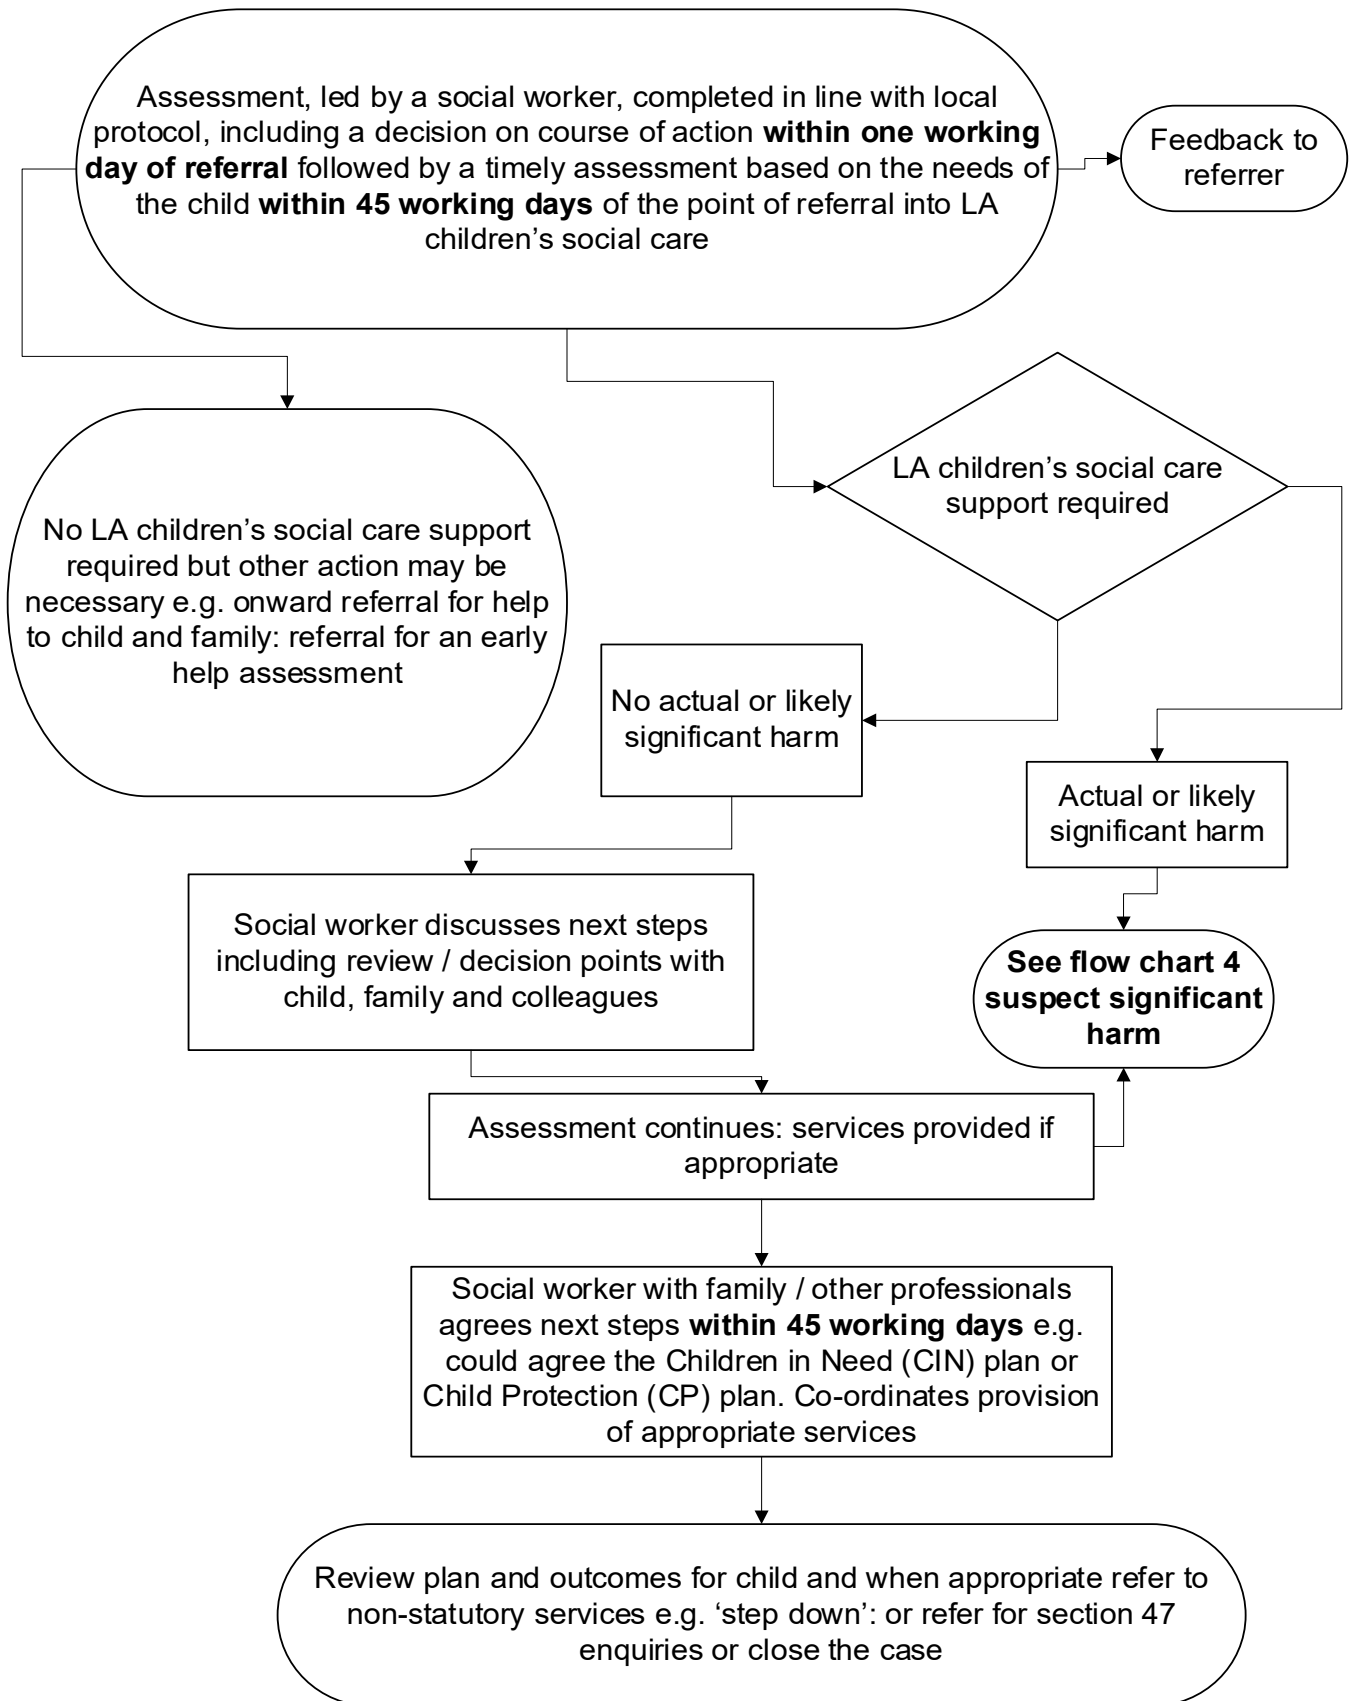 Assessment, led by a social worker, completed in line with local
protocol, including a decision on course of action within one working
day of referral followed by a timely assessment based on the needs of
the child within 45 working days of the point of referral into LA
children’s social care
Feedback to
referrer
LA children’s social care
support required
No LA children’s social care support
required but other action may be
necessary e.g. onward referral for help
to child and family: referral for an early
help assessment
No actual or likely
significant harm
Actual or likely
significant harm
Social worker discusses next steps
including review / decision points with
child, family and colleagues
See flow chart 4
suspect significant
harm
Assessment continues: services provided if
appropriate
Social worker with family / other professionals
agrees next steps within 45 working days e.g.
could agree the Children in Need (CIN) plan or
Child Protection (CP) plan. Co-ordinates provision
of appropriate services
Review plan and outcomes for child and when appropriate refer to
non-statutory services e.g. ‘step down’: or refer for section 47
enquiries or close the case